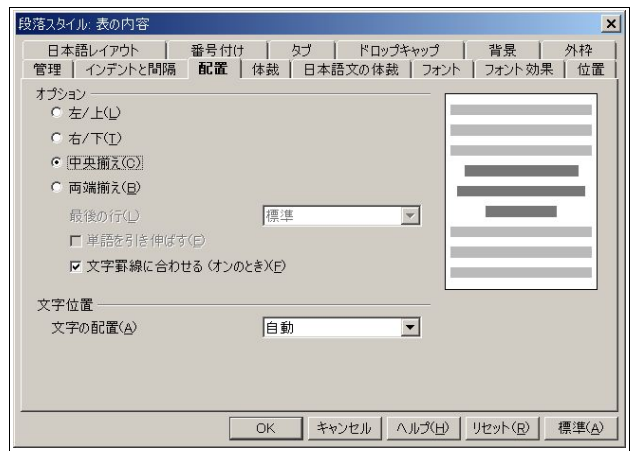 段落スタイル: 表の内容
日本語レイアウト 番号付け タブ ドロップキャップ 背景 外枠
管理 インデントと間隔 配置 体裁 日本語文の体裁 フォント フォント効果 位置
オプション
左/上(L)
右/下(I)
中央揃え(C)
両端揃え(B)
最後の行(L) 標準
単語を引き伸ばす(E)
文字罫線に合わせる (オンのとき)(F)
文字位置
文字の配置(A) 自動
OK キャンセル ヘルプ(H) リセット(R) 標準(A)